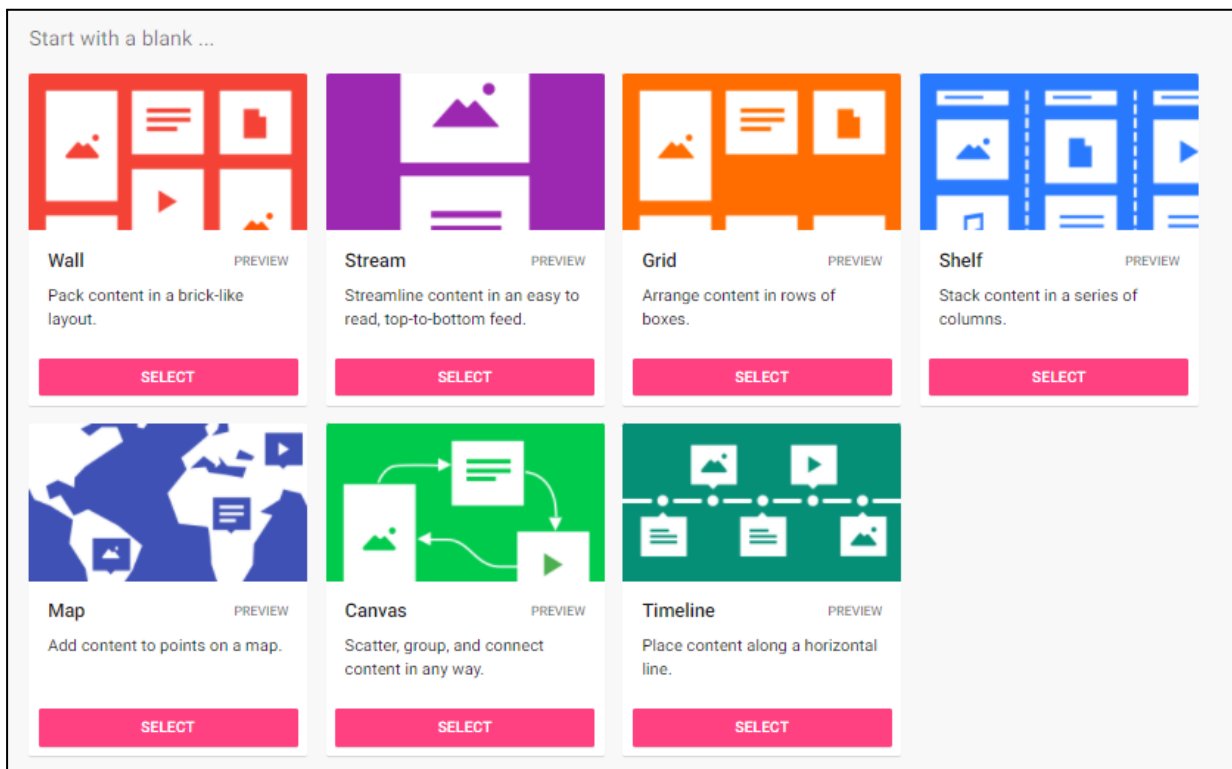 Start with a blank ...
Wall PREVIEW
Pack content in a brick-like
layout.
SELECT
Stream PREVIEW
Streamline content in an easy to
read, top-to-bottom feed.
SELECT
Grid PREVIEW
Arrange content in rows of
boxes.
SELECT
Shelf PREVIEW
Stack content in a series of
columns.
SELECT
Map PREVIEW
Add content to points on a map.
SELECT
Canvas PREVIEW
Scatter, group, and connect
content in any way.
SELECT
Timeline PREVIEW
Place content along a horizontal
line.
SELECT